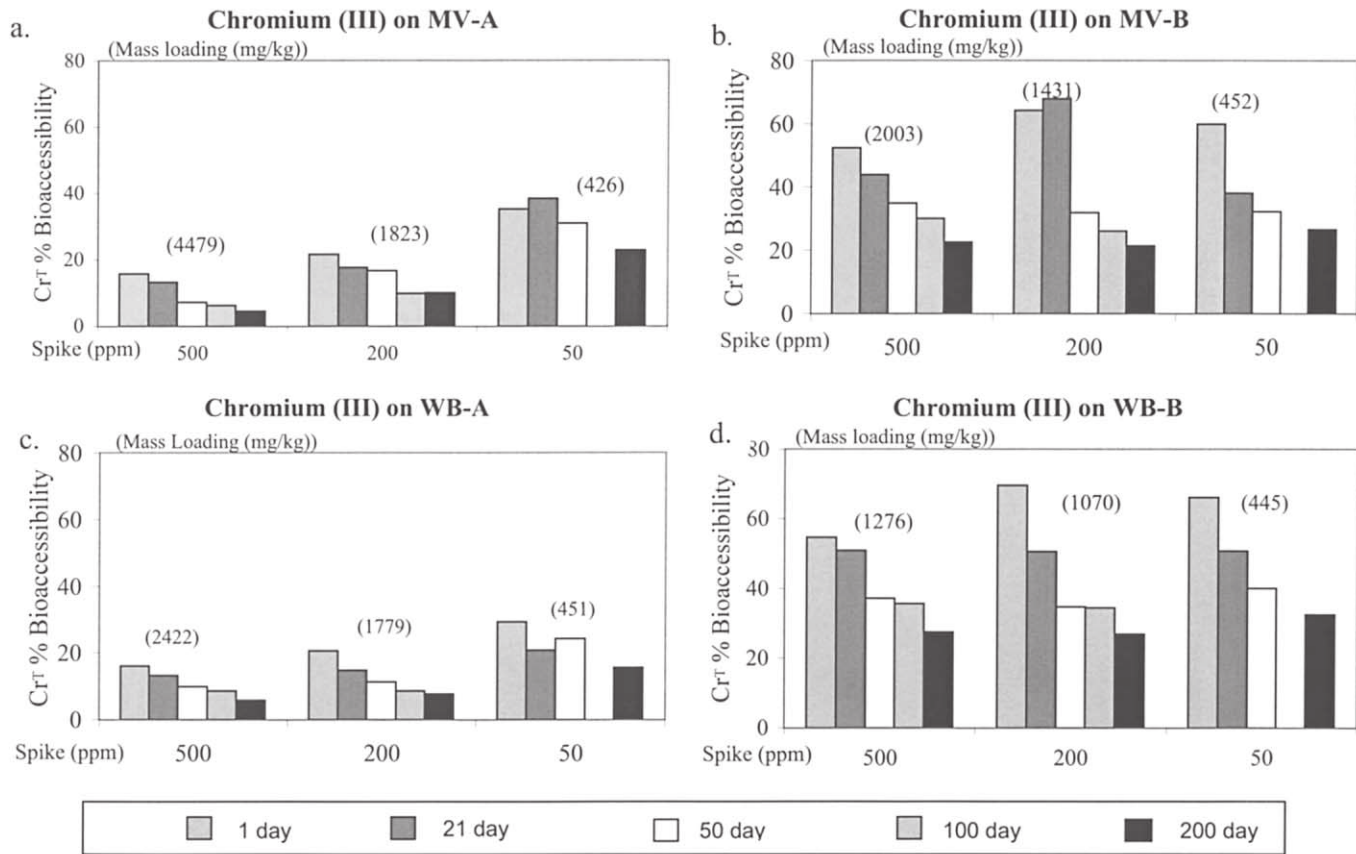 a.
Chromium (III) on MV-A
(Mass loading (mg/kg))
CrT % Bioaccessibility
80
60
40
20
0
(4479)
(1823)
(426)
Spike (ppm)
500
200
50
b.
Chromium (III) on MV-B
(Mass loading (mg/kg))
CrT % Bioaccessibility
80
60
40
20
0
(2003)
(1431)
(452)
500
200
50
c.
Chromium (III) on WB-A
(Mass Loading (mg/kg))
CrT % Bioaccessibility
80
60
40
20
0
(2422)
(1779)
(451)
Spike (ppm)
500
200
50
d.
Chromium (III) on WB-B
(Mass loading (mg/kg))
CrT % Bioaccessibility
30
60
40
20
0
(1276)
(1070)
(445)
Spike (ppm)
500
200
50
1 day
21 day
50 day
100 day
200 day